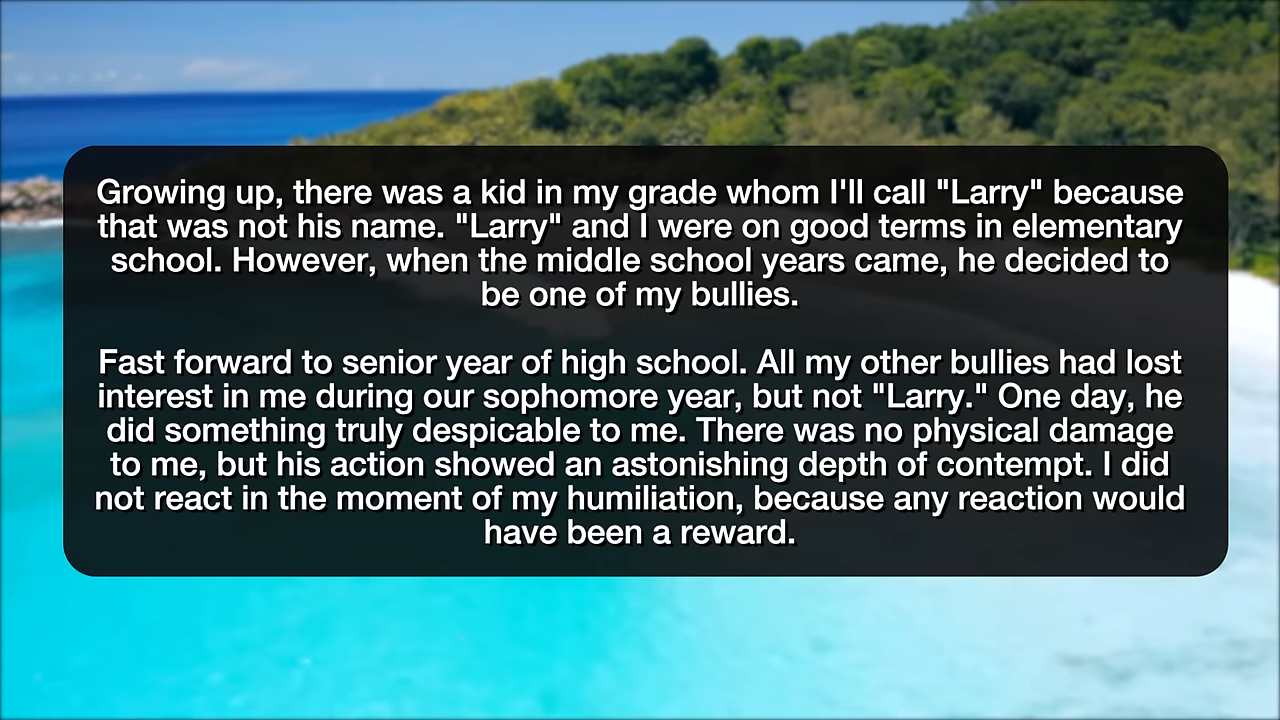 Growing up, there was a kid in my grade whom I'll call "Larry" because
that was not his name. "Larry" and I were on good terms in elementary
school. However, when the middle school years came, he decided to
be one of my bullies.
Fast forward to senior year of high school. All my other bullies had lost
interest in me during our sophomore year, but not "Larry." One day, he
did something truly despicable to me. There was no physical damage
to me, but his action showed an astonishing depth of contempt. I did
not react in the moment of my humiliation, because any reaction would
have been a reward.